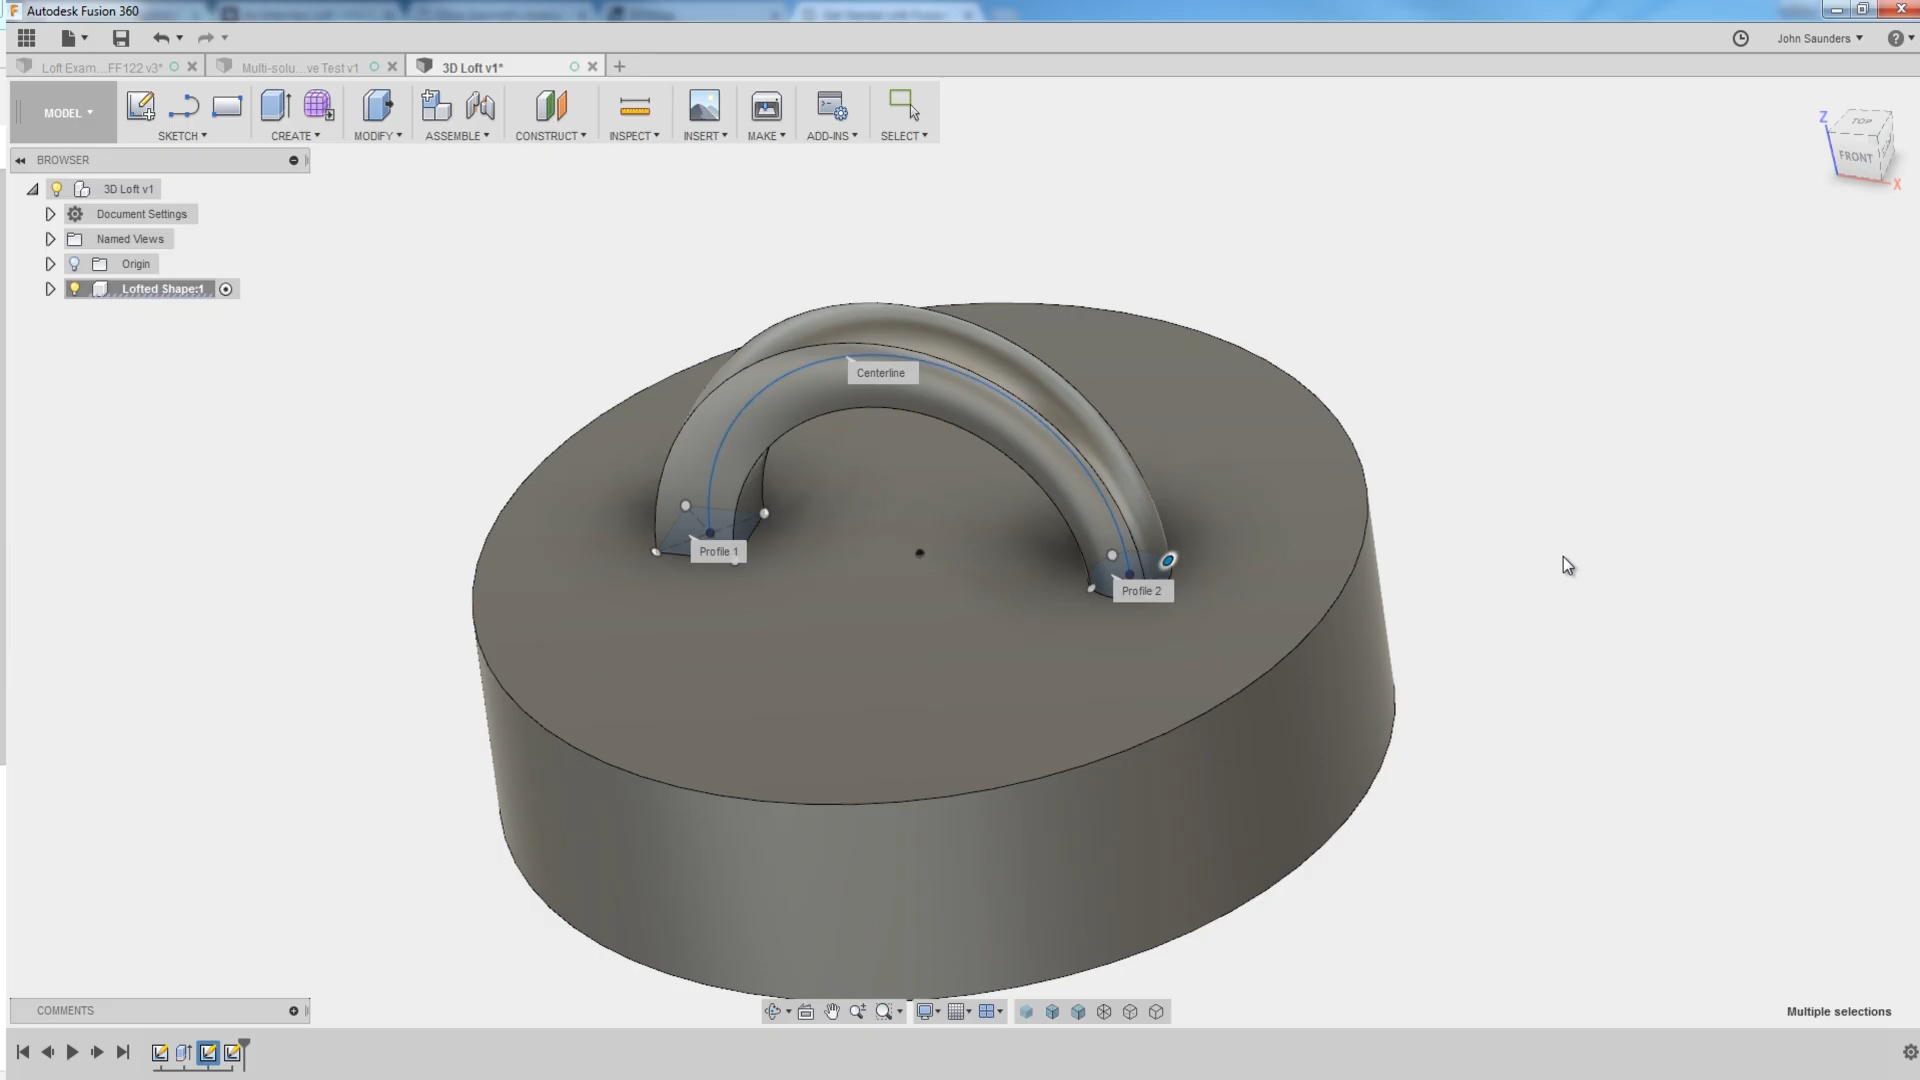 Autodesk Fusion 360
John Saunders
Loft Exam...FF122 v3*
Multi-solu...ve Test v1
3D Loft v1*
MODEL
SKETCH
CREATE
MODIFY
ASSEMBLE
CONSTRUCT
INSPECT
INSERT
MAKE
ADD-INS
SELECT
BROWSER
3D Loft v1
Document Settings
Named Views
Origin
Lofted Shape:1
Z
TOP
FRONT
X
Centerline
Profile 1
Profile 2
COMMENTS
Multiple selections